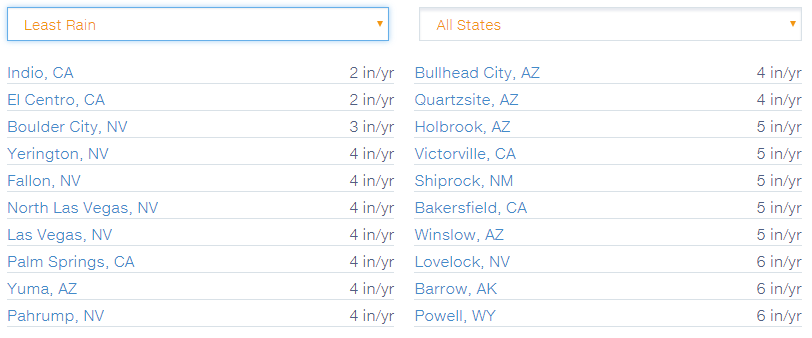 Least Rain
All States
Indio, CA 2 in/yr
El Centro, CA 2 in/yr
Boulder City, NV 3 in/yr
Yerington, NV 4 in/yr
Fallon, NV 4 in/yr
North Las Vegas, NV 4 in/yr
Las Vegas, NV 4 in/yr
Palm Springs, CA 4 in/yr
Yuma, AZ 4 in/yr
Pahrump, NV 4 in/yr
Bullhead City, AZ 4 in/yr
Quartzsite, AZ 4 in/yr
Holbrook, AZ 5 in/yr
Victorville, CA 5 in/yr
Shiprock, NM 5 in/yr
Bakersfield, CA 5 in/yr
Winslow, AZ 5 in/yr
Lovelock, NV 6 in/yr
Barrow, AK 6 in/yr
Powell, WY 6 in/yr